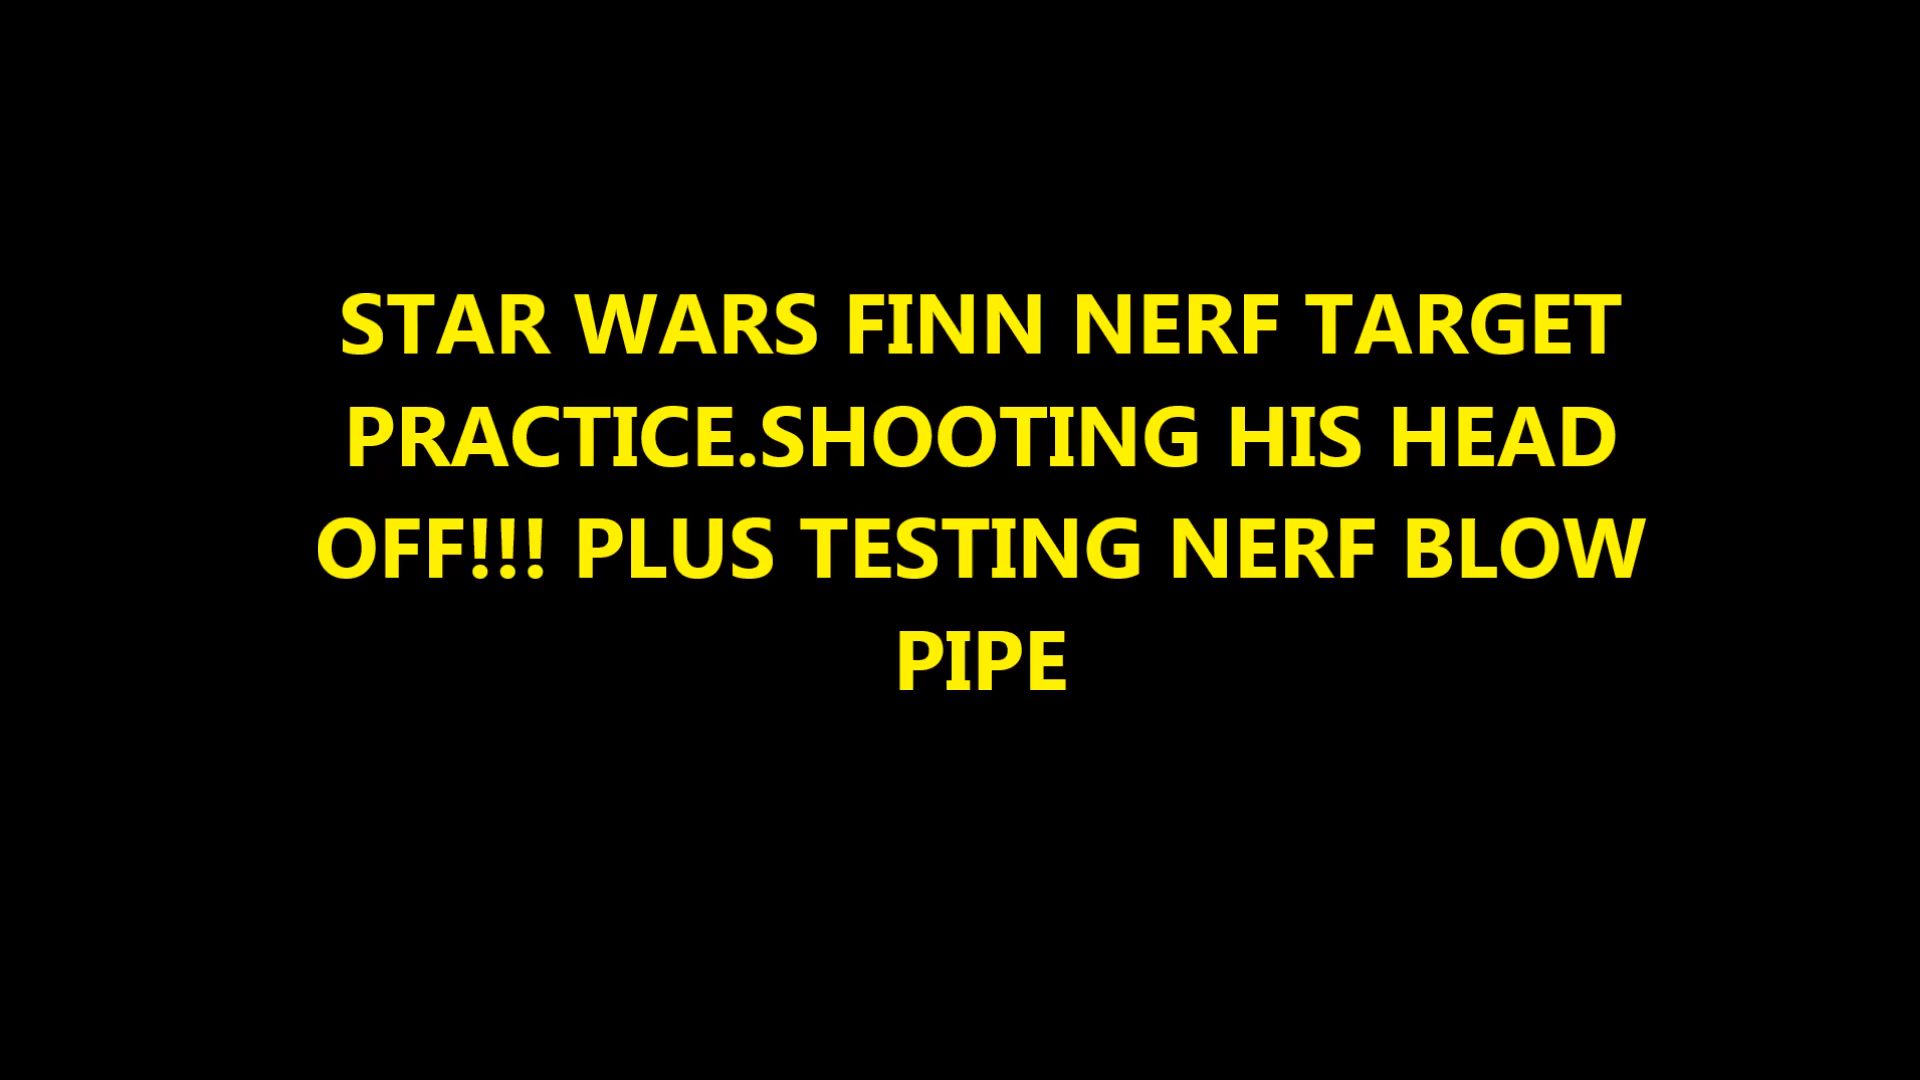 STAR WARS FINN NERF TARGET
PRACTICE.SHOOTING HIS HEAD
OFF!!! PLUS TESTING NERF BLOW
PIPE